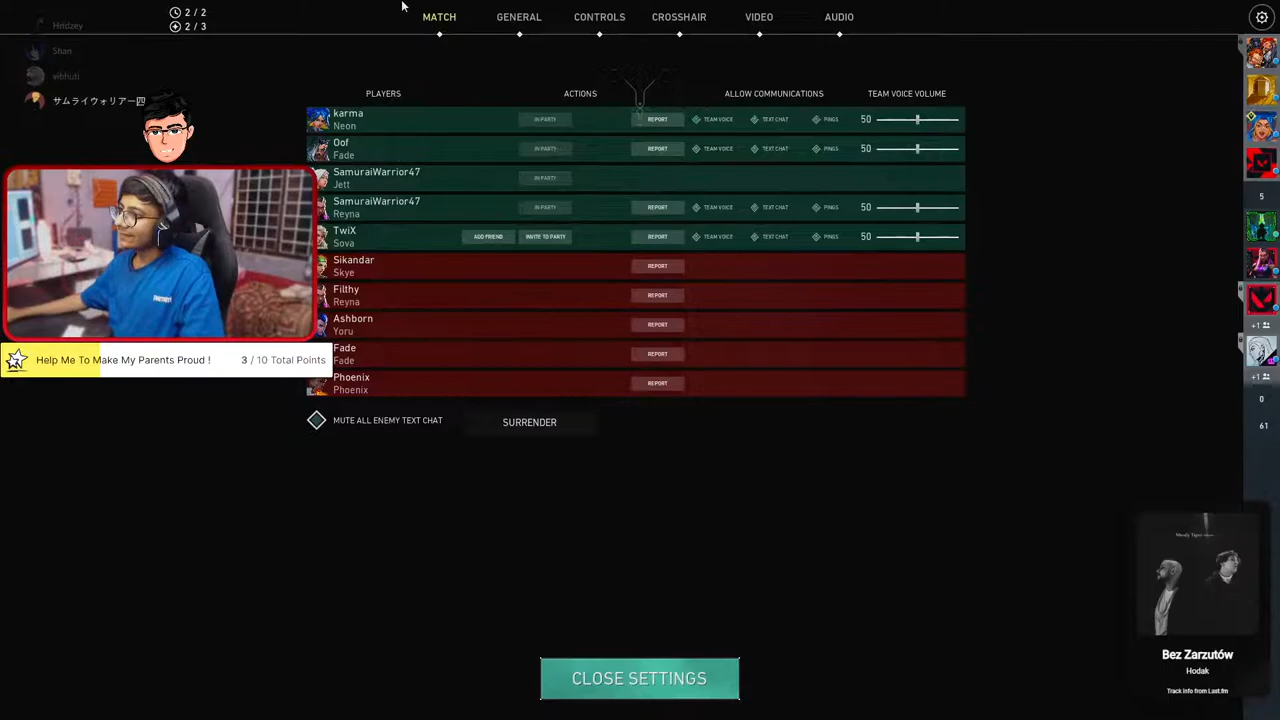 2 / 2
2 / 3
Hridzey
Shan
vibhuti
サムライウォリアー四
MATCH
GENERAL
CONTROLS
CROSSHAIR
VIDEO
AUDIO
PLAYERS
ACTIONS
ALLOW COMMUNICATIONS
TEAM VOICE VOLUME
karma
Neon
IN PARTY
REPORT
TEAM VOICE
TEXT CHAT
PINGS
50
Oof
Fade
IN PARTY
REPORT
TEAM VOICE
TEXT CHAT
PINGS
50
SamuraiWarrior47
Jett
IN PARTY
SamuraiWarrior47
Reyna
IN PARTY
REPORT
TEAM VOICE
TEXT CHAT
PINGS
50
TwiX
Sova
ADD FRIEND
INVITE TO PARTY
REPORT
TEAM VOICE
TEXT CHAT
PINGS
50
Sikandar
Skye
REPORT
Filthy
Reyna
REPORT
Ashborn
Yoru
REPORT
Fade
Fade
REPORT
Phoenix
Phoenix
REPORT
MUTE ALL ENEMY TEXT CHAT
SURRENDER
Help Me To Make My Parents Proud !
3 / 10 Total Points
5
+1
+1
0
61
Bez Zarzutów
Hodak
Track info from Last.fm
CLOSE SETTINGS